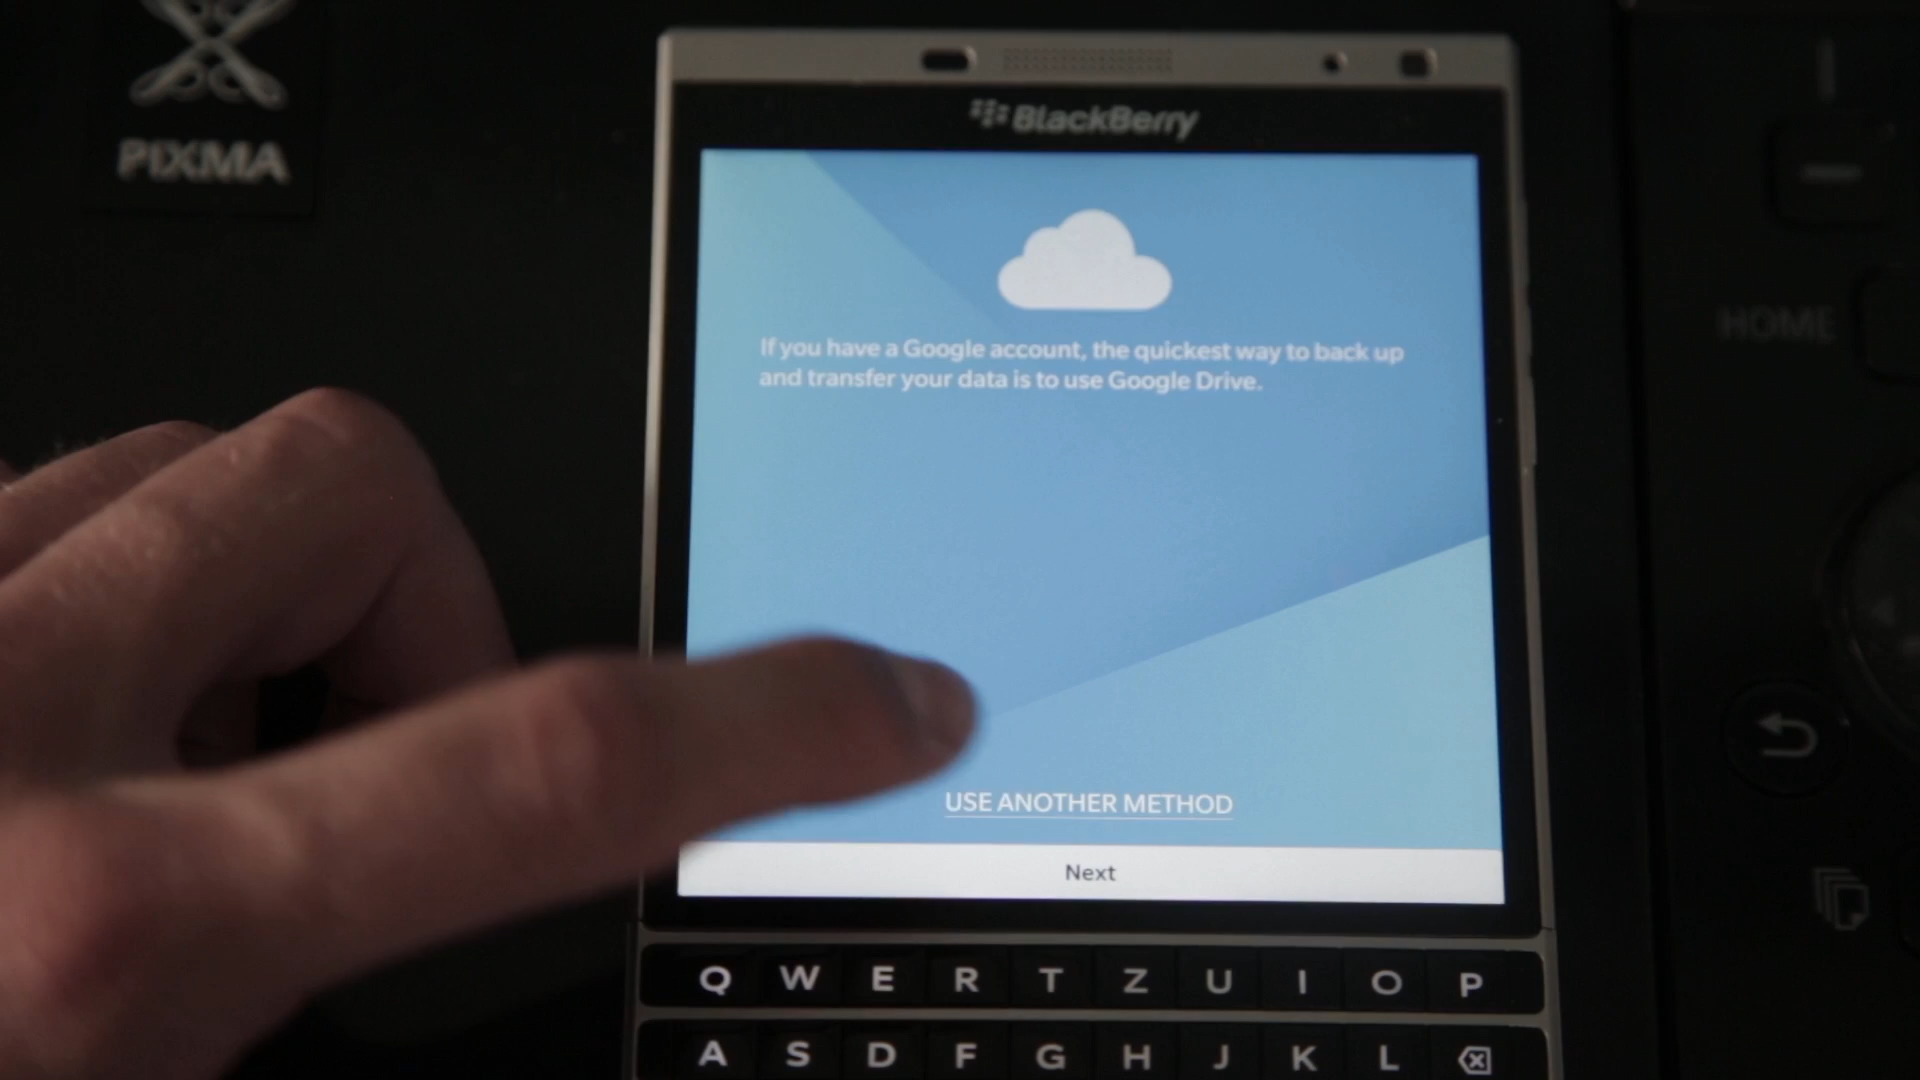 PIXMA
BlackBerry
HOME
If you have a Google account, the quickest way to back up
and transfer your data is to use Google Drive.
USE ANOTHER METHOD
Next
Q W E R T Z U I O P
A S D F G H J K L